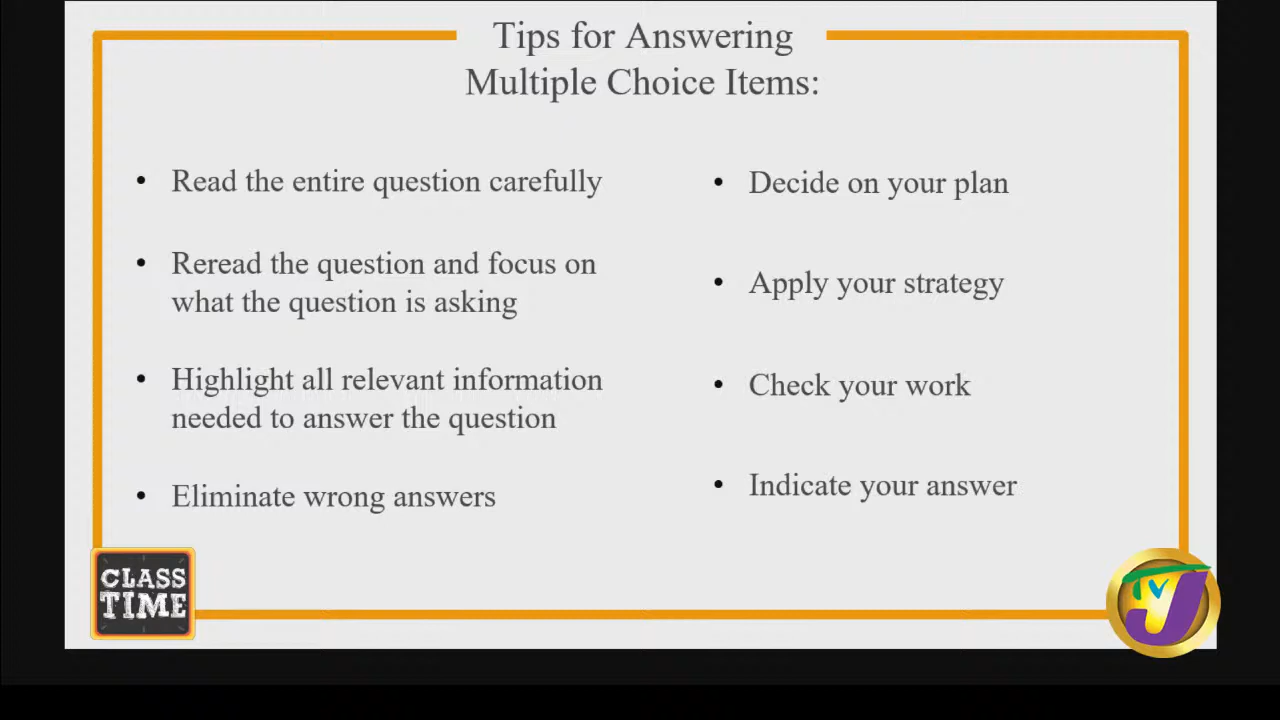 Tips for Answering
Multiple Choice Items:
• Read the entire question carefully
• Reread the question and focus on
what the question is asking
• Highlight all relevant information
needed to answer the question
• Eliminate wrong answers
• Decide on your plan
• Apply your strategy
• Check your work
• Indicate your answer
CLASS
TIME
TVJ